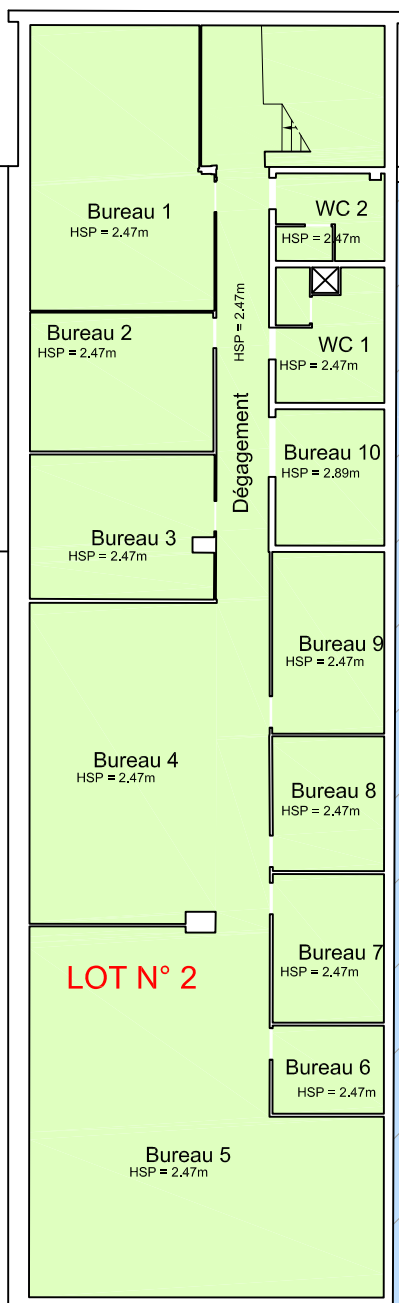 Bureau 1
HSP = 2.47m
WC 2
HSP = 2.47m
Bureau 2
HSP = 2.47m
HSP = 2.47m
Dégagement
WC 1
HSP = 2.47m
Bureau 10
HSP = 2.89m
Bureau 3
HSP = 2.47m
Bureau 9
HSP = 2.47m
Bureau 4
HSP = 2.47m
Bureau 8
HSP = 2.47m
Bureau 7
HSP = 2.47m
LOT N° 2
Bureau 6
HSP = 2.47m
Bureau 5
HSP = 2.47m